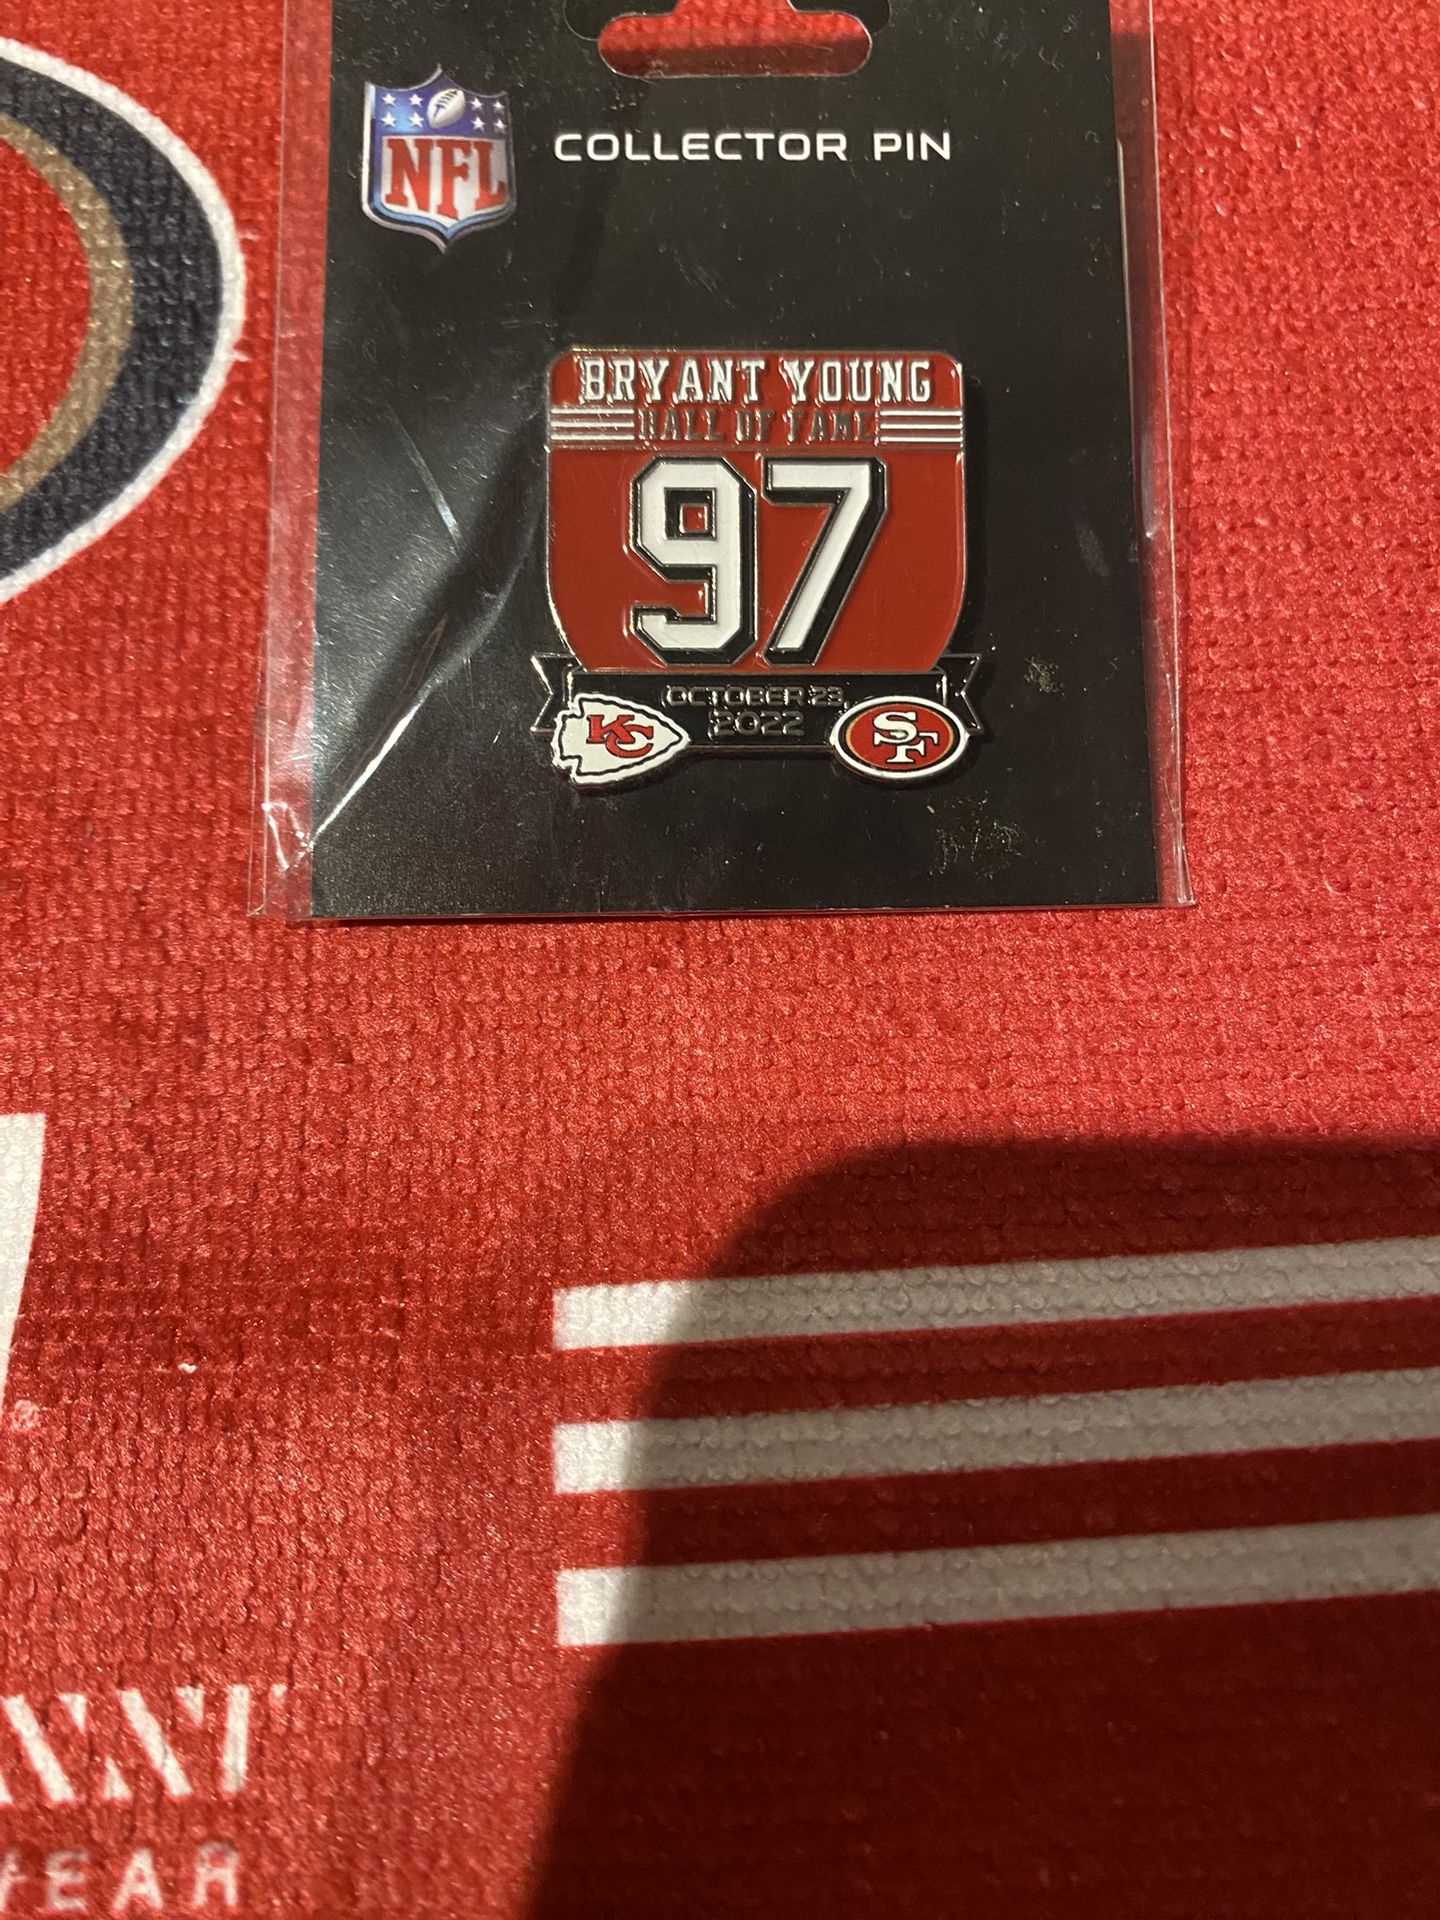 NFL
COLLECTOR PIN
BRYANT YOUNG
HALL OF FAME
97
OCTOBER 23,
2022
KC
SF